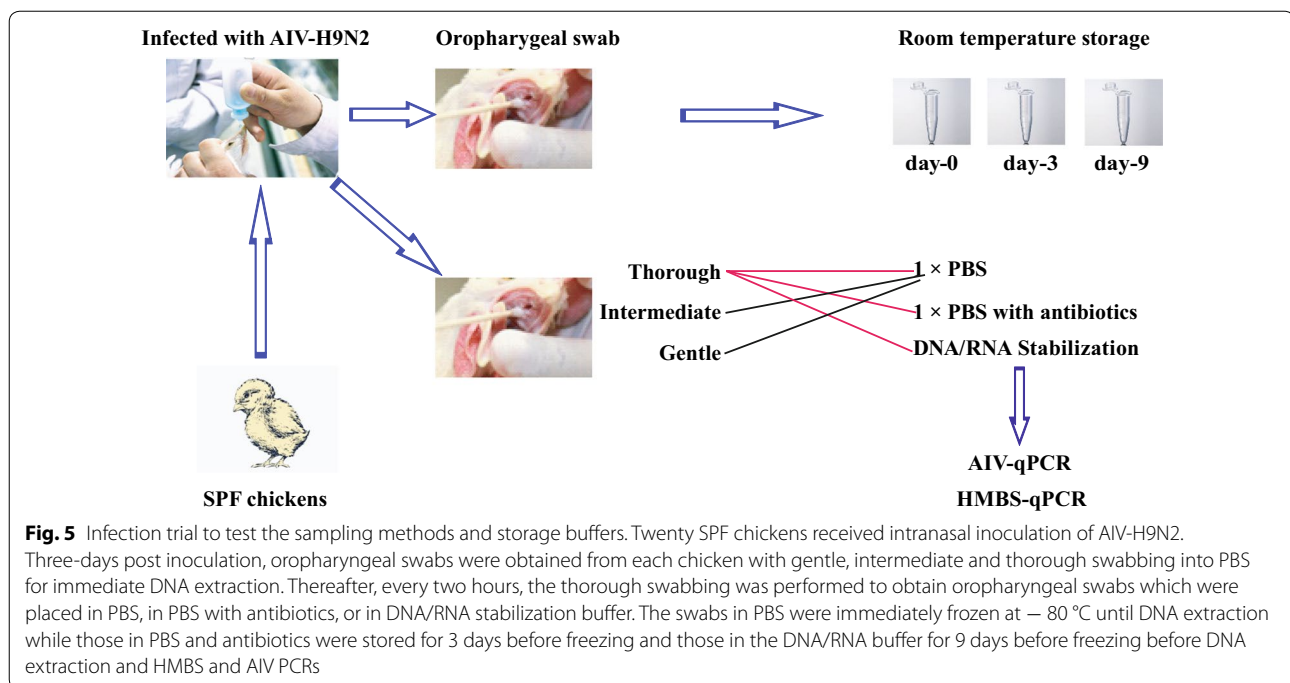 Infected with AIV-H9N2
Oropharygeal swab
Room temperature storage
day-0
day-3
day-9
Thorough
Intermediate
Gentle
1 × PBS
1 × PBS with antibiotics
DNA/RNA Stabilization
AIV-qPCR
HMBS-qPCR
SPF chickens
Fig. 5 Infection trial to test the sampling methods and storage buffers. Twenty SPF chickens received intranasal inoculation of AIV-H9N2.
Three-days post inoculation, oropharyngeal swabs were obtained from each chicken with gentle, intermediate and thorough swabbing into PBS
for immediate DNA extraction. Thereafter, every two hours, the thorough swabbing was performed to obtain oropharyngeal swabs which were
placed in PBS, in PBS with antibiotics, or in DNA/RNA stabilization buffer. The swabs in PBS were immediately frozen at − 80 °C until DNA extraction
while those in PBS and antibiotics were stored for 3 days before freezing and those in the DNA/RNA buffer for 9 days before freezing before DNA
extraction and HMBS and AIV PCRs